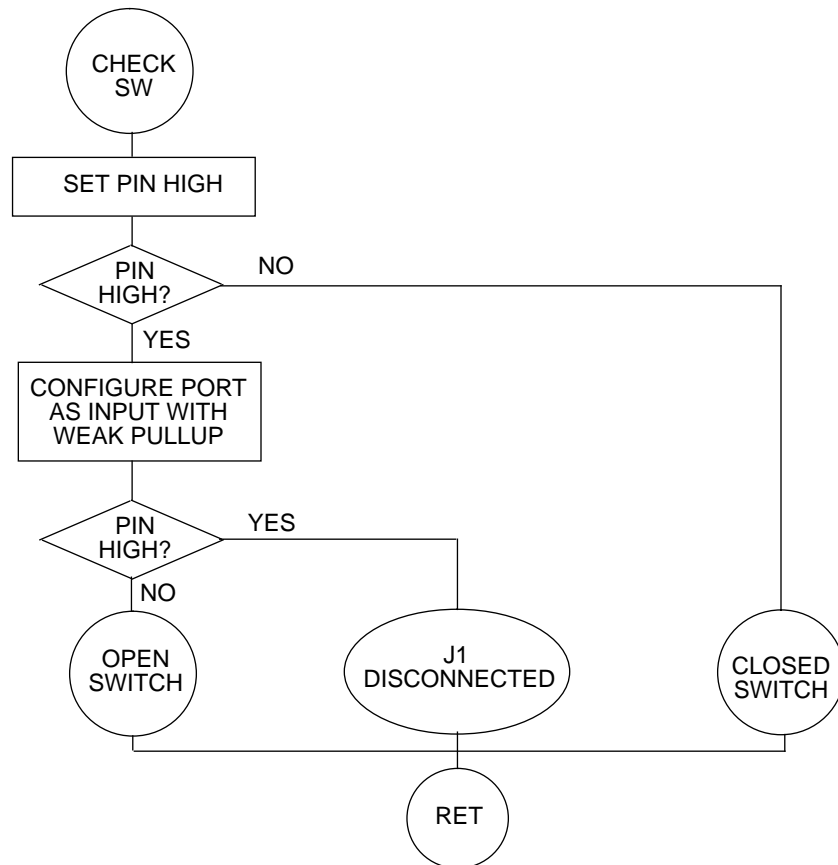 CHECK
SW
SET PIN HIGH
PIN
HIGH?
NO
YES
CONFIGURE PORT
AS INPUT WITH
WEAK PULLUP
PIN
HIGH?
YES
NO
OPEN
SWITCH
J1
DISCONNECTED
CLOSED
SWITCH
RET